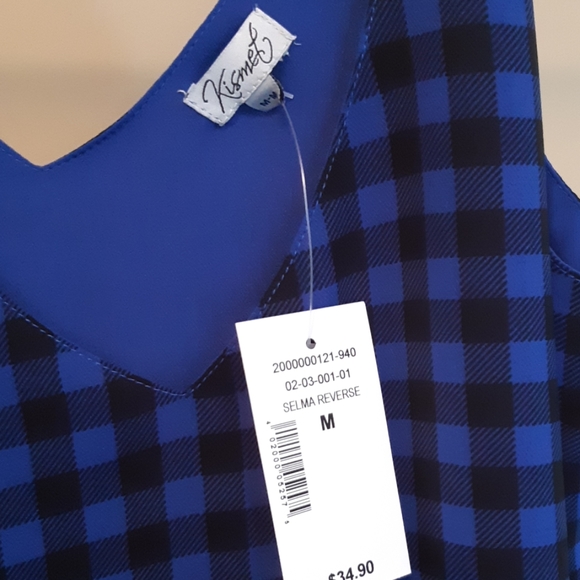 Kismet
M-M
2000000121-940
02-03-001-01
SELMA REVERSE
M
$34.90